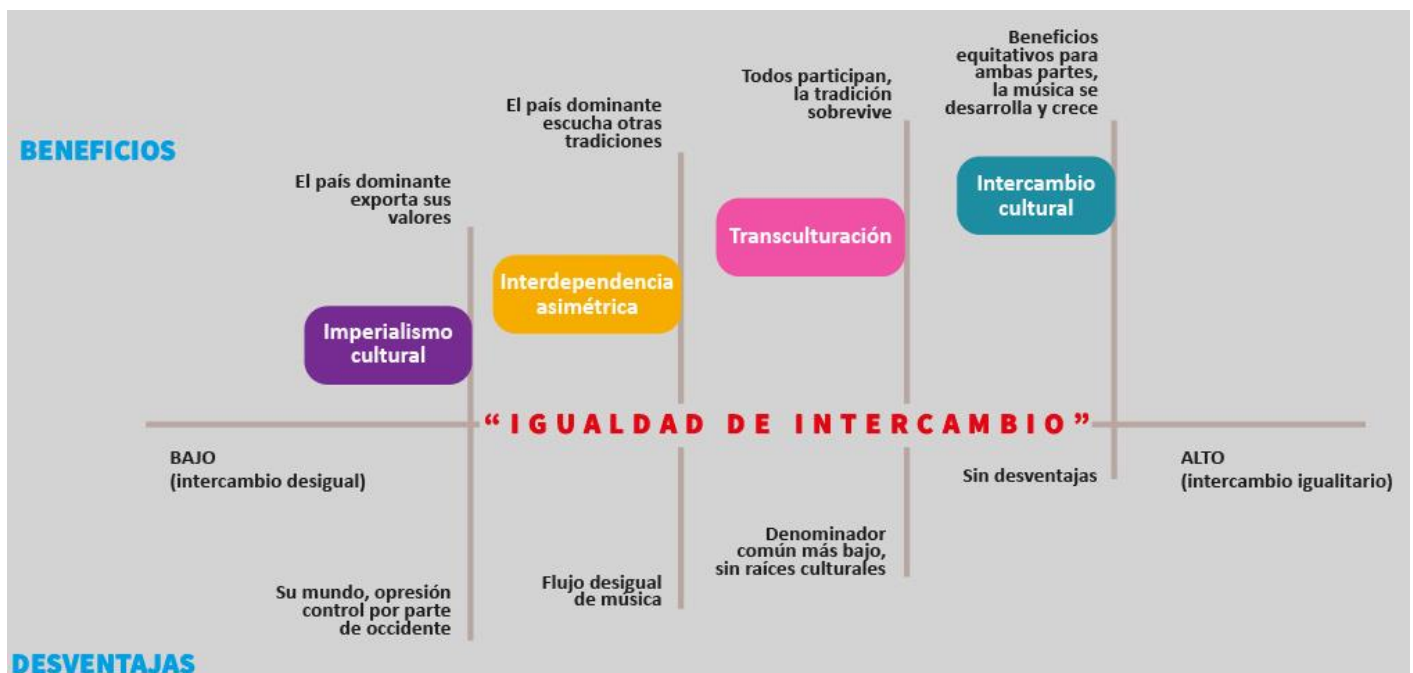 BENEFICIOS
El país dominante
exporta sus
valores
Imperialismo
cultural
El país dominante
escucha otras
tradiciones
Interdependencia
asimétrica
Todos participan,
la tradición
sobrevive
Transculturación
Beneficios
equitativos para
ambas partes,
la música se
desarrolla y crece
Intercambio
cultural
“IGUALDAD DE INTERCAMBIO”
BAJO
(intercambio desigual)
ALTO
(intercambio igualitario)
Su mundo, opresión
control por parte
de occidente
Flujo desigual
de música
Denominador
común más bajo,
sin raíces culturales
Sin desventajas
DESVENTAJAS